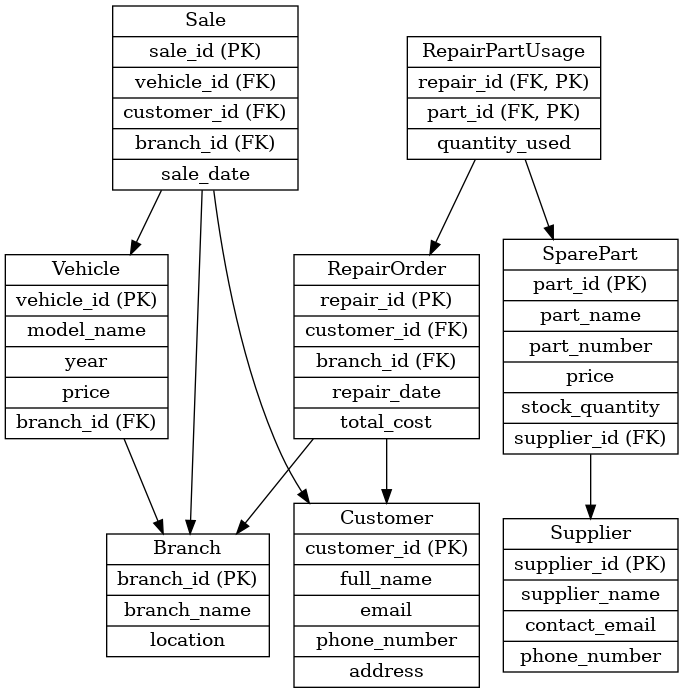 Sale
sale_id (PK)
vehicle_id (FK)
customer_id (FK)
branch_id (FK)
sale_date
RepairPartUsage
repair_id (FK, PK)
part_id (FK, PK)
quantity_used
Vehicle
vehicle_id (PK)
model_name
year
price
branch_id (FK)
RepairOrder
repair_id (PK)
customer_id (FK)
branch_id (FK)
repair_date
total_cost
SparePart
part_id (PK)
part_name
part_number
price
stock_quantity
supplier_id (FK)
Branch
branch_id (PK)
branch_name
location
Customer
customer_id (PK)
full_name
email
phone_number
address
Supplier
supplier_id (PK)
supplier_name
contact_email
phone_number